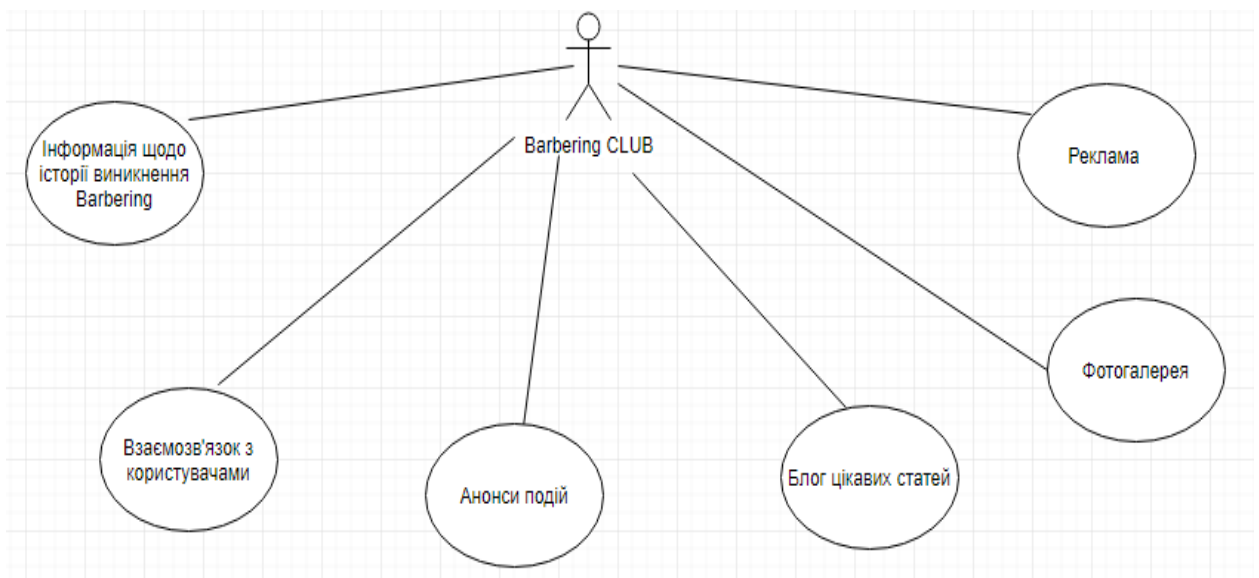 Barbering CLUB
Інформація щодо
історії виникнення
Barbering
Реклама
Фотогалерея
Взаємозв'язок з
користувачами
Анонси подій
Блог цікавих статей